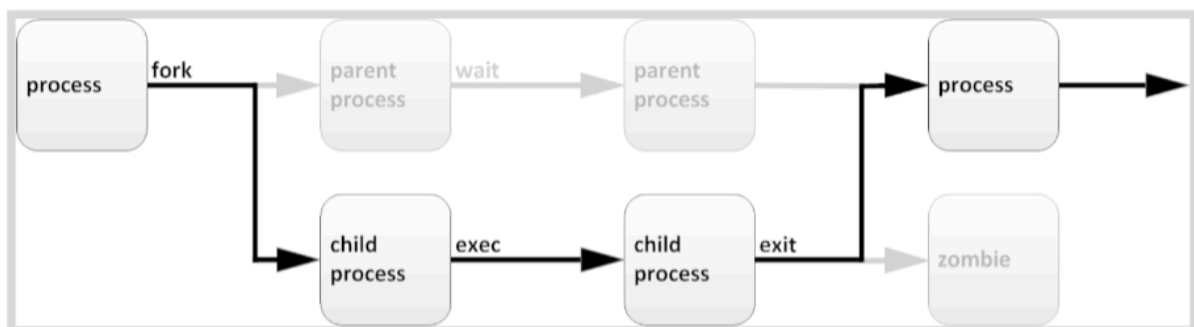 process
fork
parent
process
wait
parent
process
process
child
process
exec
child
process
exit
zombie